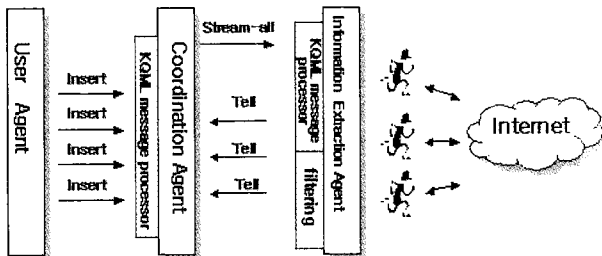 User Agent
Insert
Insert
Insert
Insert
KQML message processor
Coordination Agent
Stream-all
Tell
Tell
Tell
KQML message
processor
filtering
Information Extraction Agent
Internet